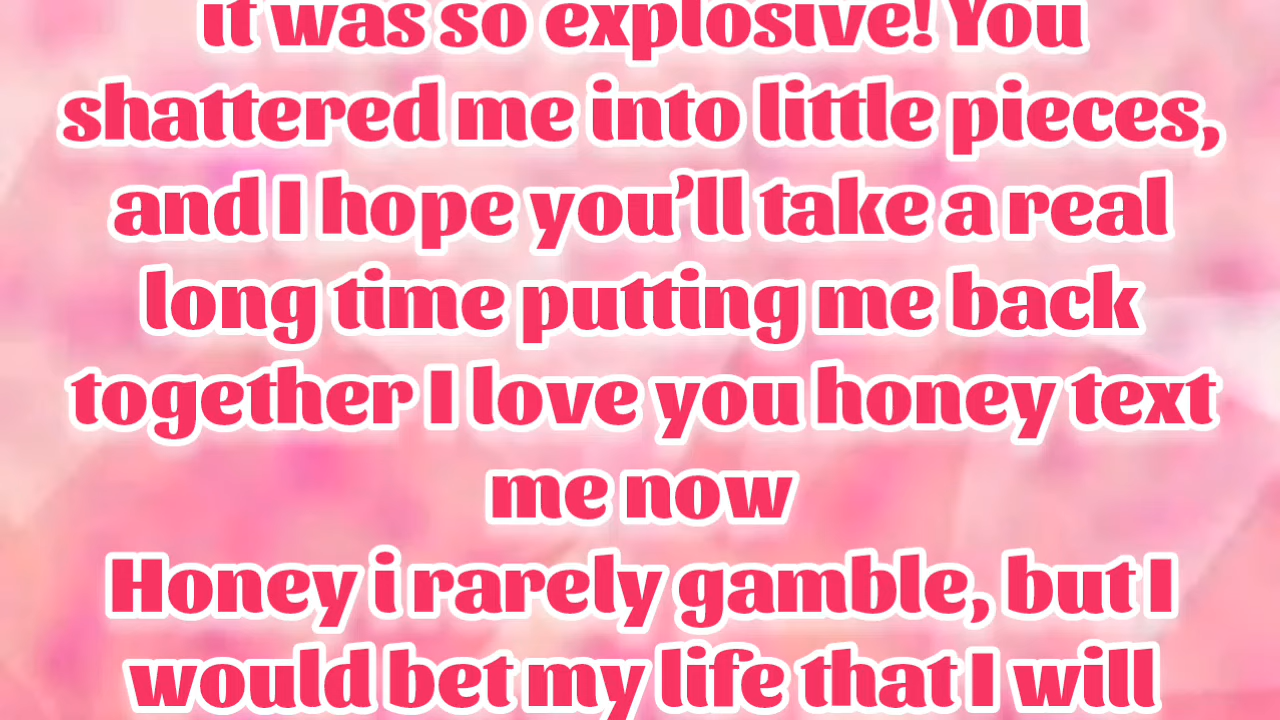 it was so explosive! You
shattered me into little pieces,
and I hope you’ll take a real
long time putting me back
together I love you honey text
me now
Honey i rarely gamble, but I
would bet my life that I will